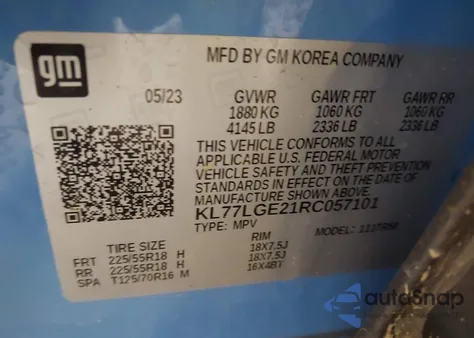 gm
MFD BY GM KOREA COMPANY
05/23 GVWR GAWR FRT GAWR RR
1880 KG 1060 KG 1060 KG
4145 LB 2336 LB 2336 LB
THIS VEHICLE CONFORMS TO ALL
APPLICABLE U.S. FEDERAL MOTOR
VEHICLE SAFETY AND THEFT PREVENTION
STANDARDS IN EFFECT ON THE DATE OF
KL77LGE21RC057101
TYPE: MPV MODEL:
TIRE SIZE RIM
FRT 225/55R18 H 18X7.5J
RR 225/55R18 H 18X7.5J
SPA T125/70R16 M 16X4BT
autoSnap